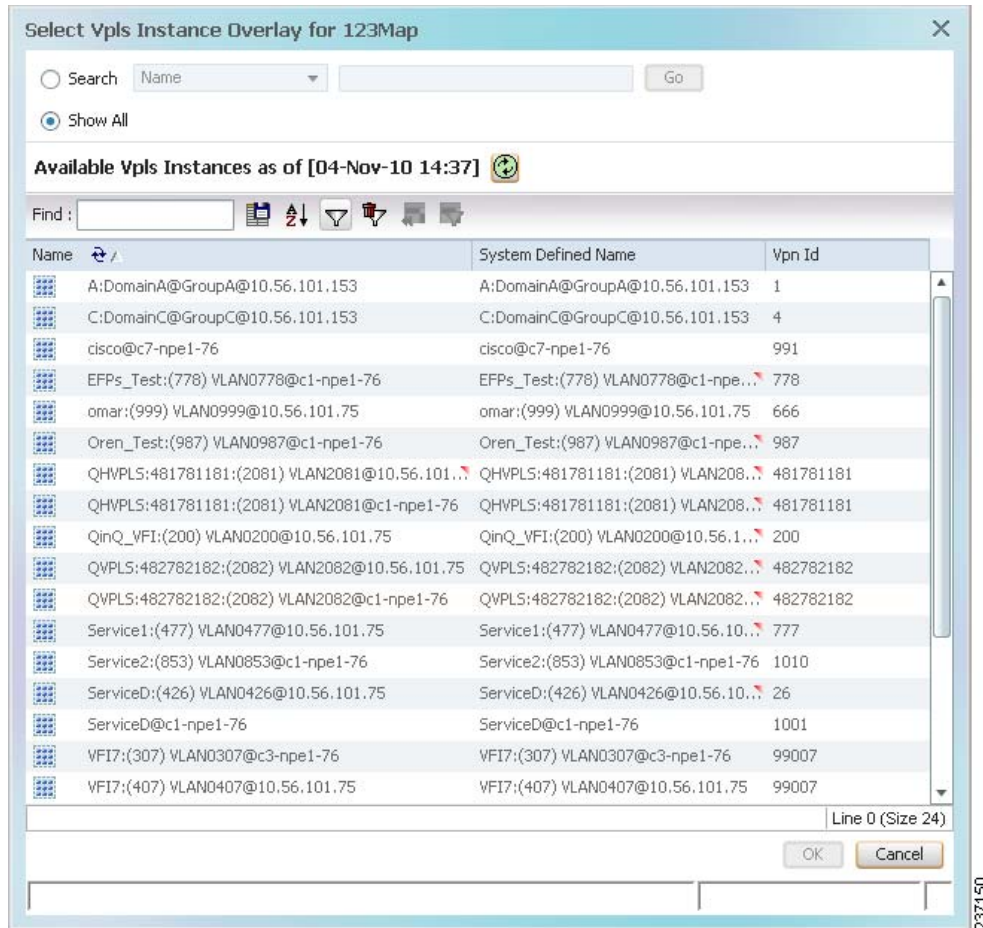 Select Vpls Instance Overlay for 123Map
Search Name Go
Show All
Available Vpls Instances as of [04-Nov-10 14:37]
Find :
Name System Defined Name Vpn Id
A:DomainA@GroupA@10.56.101.153 A:DomainA@GroupA@10.56.101.153 1
C:DomainC@GroupC@10.56.101.153 C:DomainC@GroupC@10.56.101.153 4
cisco@c7-npe1-76 cisco@c7-npe1-76 991
EFPs_Test:(778) VLAN0778@c1-npe1-76 EFPs_Test:(778) VLAN0778@c1-npe... 778
omar:(999) VLAN0999@10.56.101.75 omar:(999) VLAN0999@10.56.101.75 666
Oren_Test:(987) VLAN0987@c1-npe1-76 Oren_Test:(987) VLAN0987@c1-npe... 987
QHVPLS:481781181:(2081) VLAN2081@10.56.101... QHVPLS:481781181:(2081) VLAN208... 481781181
QHVPLS:481781181:(2081) VLAN2081@c1-npe1-76 QHVPLS:481781181:(2081) VLAN208... 481781181
QinQ_VFI:(200) VLAN0200@10.56.101.75 QinQ_VFI:(200) VLAN0200@10.56.1... 200
QVPLS:482782182:(2082) VLAN2082@10.56.101.75 QVPLS:482782182:(2082) VLAN2082... 482782182
QVPLS:482782182:(2082) VLAN2082@c1-npe1-76 QVPLS:482782182:(2082) VLAN2082... 482782182
Service1:(477) VLAN0477@10.56.101.75 Service1:(477) VLAN0477@10.56.10... 777
Service2:(853) VLAN0853@c1-npe1-76 Service2:(853) VLAN0853@c1-npe1-76 1010
ServiceD:(426) VLAN0426@10.56.101.75 ServiceD:(426) VLAN0426@10.56.10... 26
ServiceD@c1-npe1-76 ServiceD@c1-npe1-76 1001
VFI7:(307) VLAN0307@c3-npe1-76 VFI7:(307) VLAN0307@c3-npe1-76 99007
VFI7:(407) VLAN0407@10.56.101.75 VFI7:(407) VLAN0407@10.56.101.75 99007
Line 0 (Size 24)
OK Cancel
237150